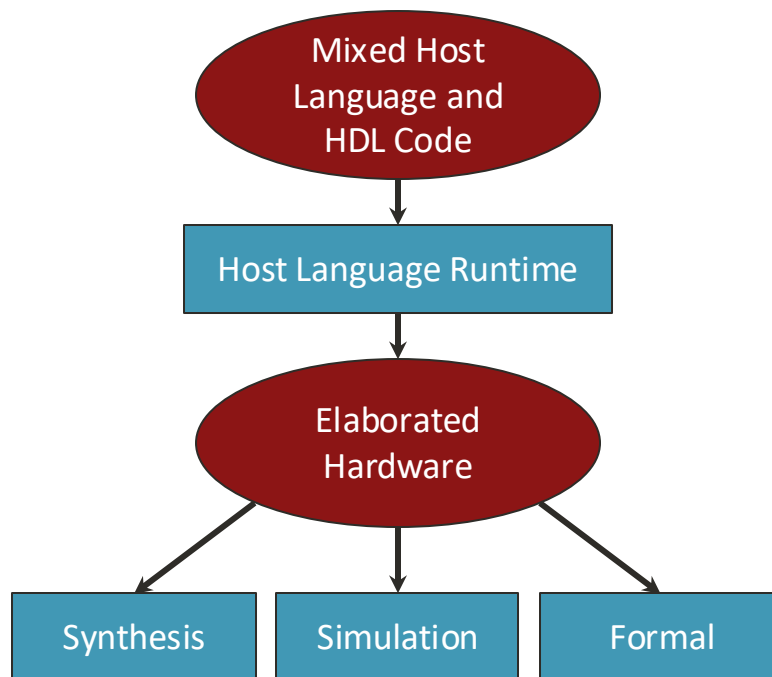 Mixed Host
Language and
HDL Code
Host Language Runtime
Elaborated
Hardware
Synthesis
Simulation
Formal